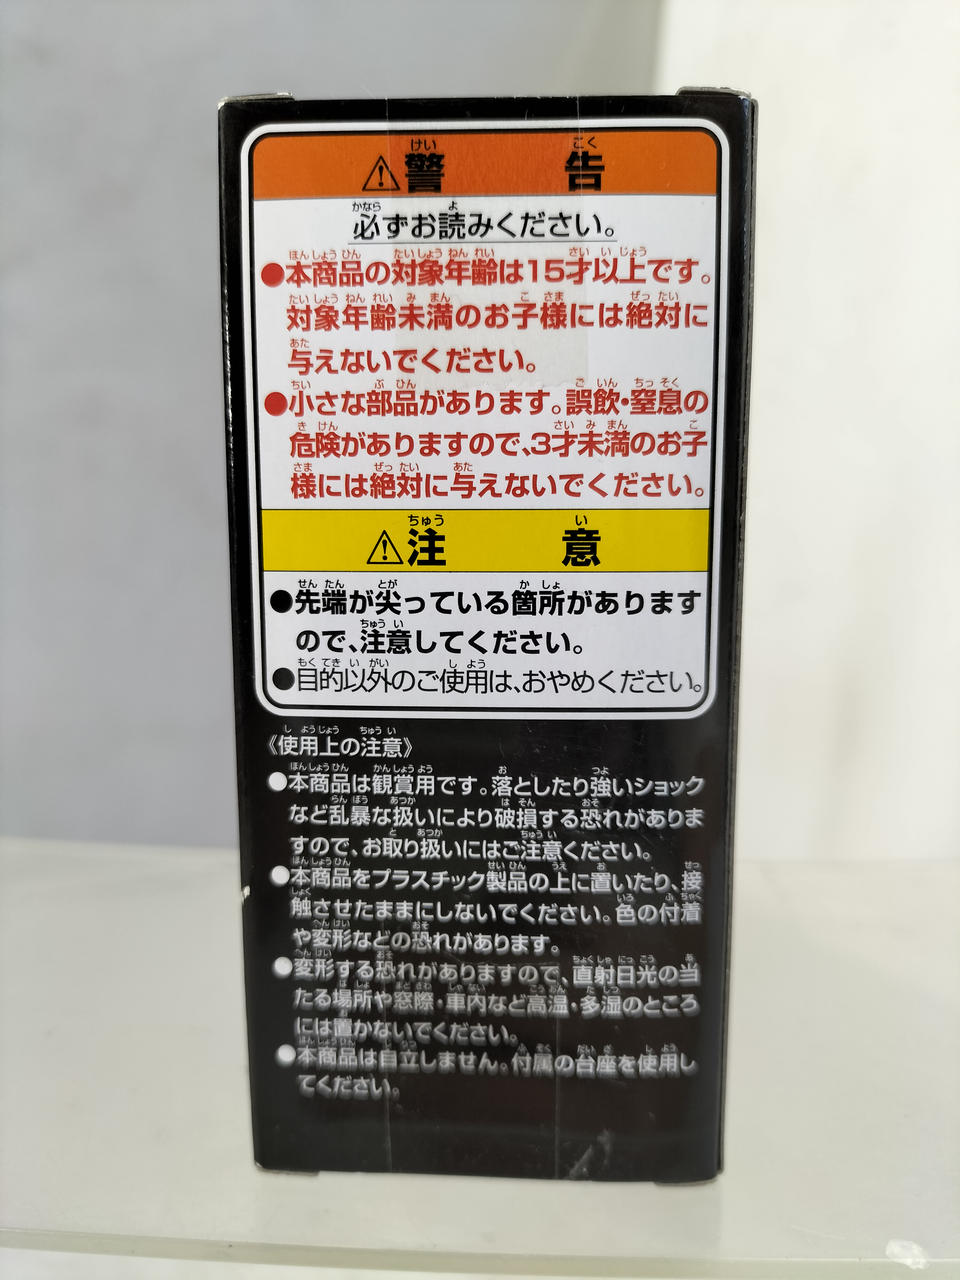 ⚠警告
必ずお読みください。
●本商品の対象年齢は15才以上です。
対象年齢未満のお子様には絶対に
与えないでください。
●小さな部品があります。誤飲・窒息の
危険がありますので、3才未満のお子
様には絶対に与えないでください。
⚠注意
●先端が尖っている箇所があります
ので、注意してください。
●目的以外のご使用は、おやめください。
《使用上の注意》
●本商品は観賞用です。落としたり強いショック
など乱暴な扱いにより破損する恐れがありま
すので、お取り扱いにはご注意ください。
●本商品をプラスチック製品の上に置いたり、接
触させたままにしないでください。色の付着
や変形などの恐れがあります。
●変形する恐れがありますので、直射日光の当
たる場所や窓際・車内など高温・多湿のところ
には置かないでください。
●本商品は自立しません。付属の台座を使用し
てください。